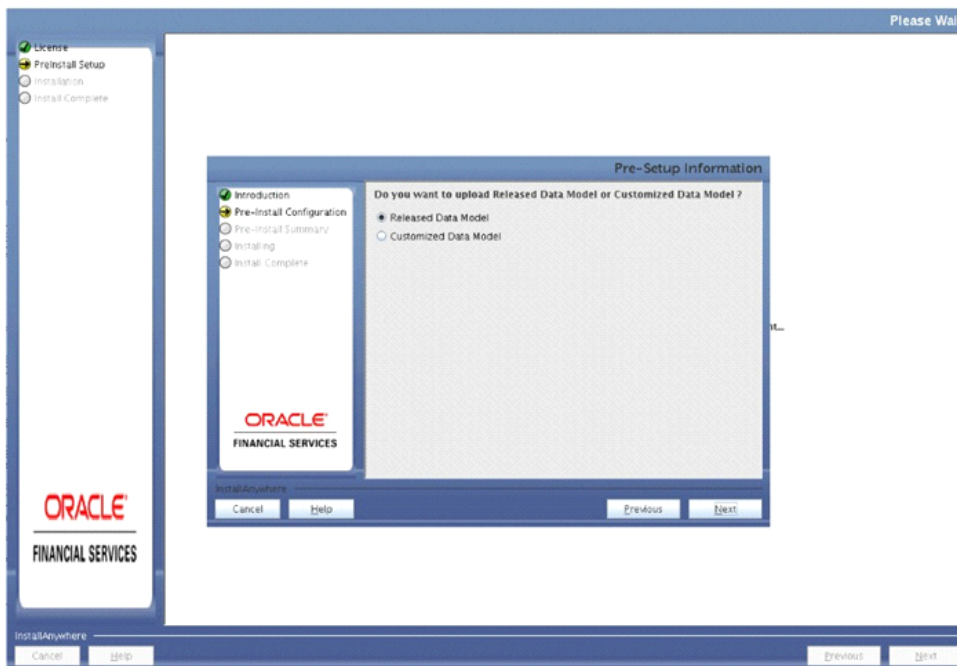 Please Wai
License
PreInstall Setup
Installation
Install Complete
Pre-Setup Information
Introduction
Pre-Install Configuration
Pre-Install Summary
Installing
Install Complete
Do you want to upload Released Data Model or Customized Data Model ?
Released Data Model
Customized Data Model
nt...
ORACLE
FINANCIAL SERVICES
InstallAnywhere
Cancel Help Previous Next
ORACLE
FINANCIAL SERVICES
InstallAnywhere
Cancel Help Previous Next